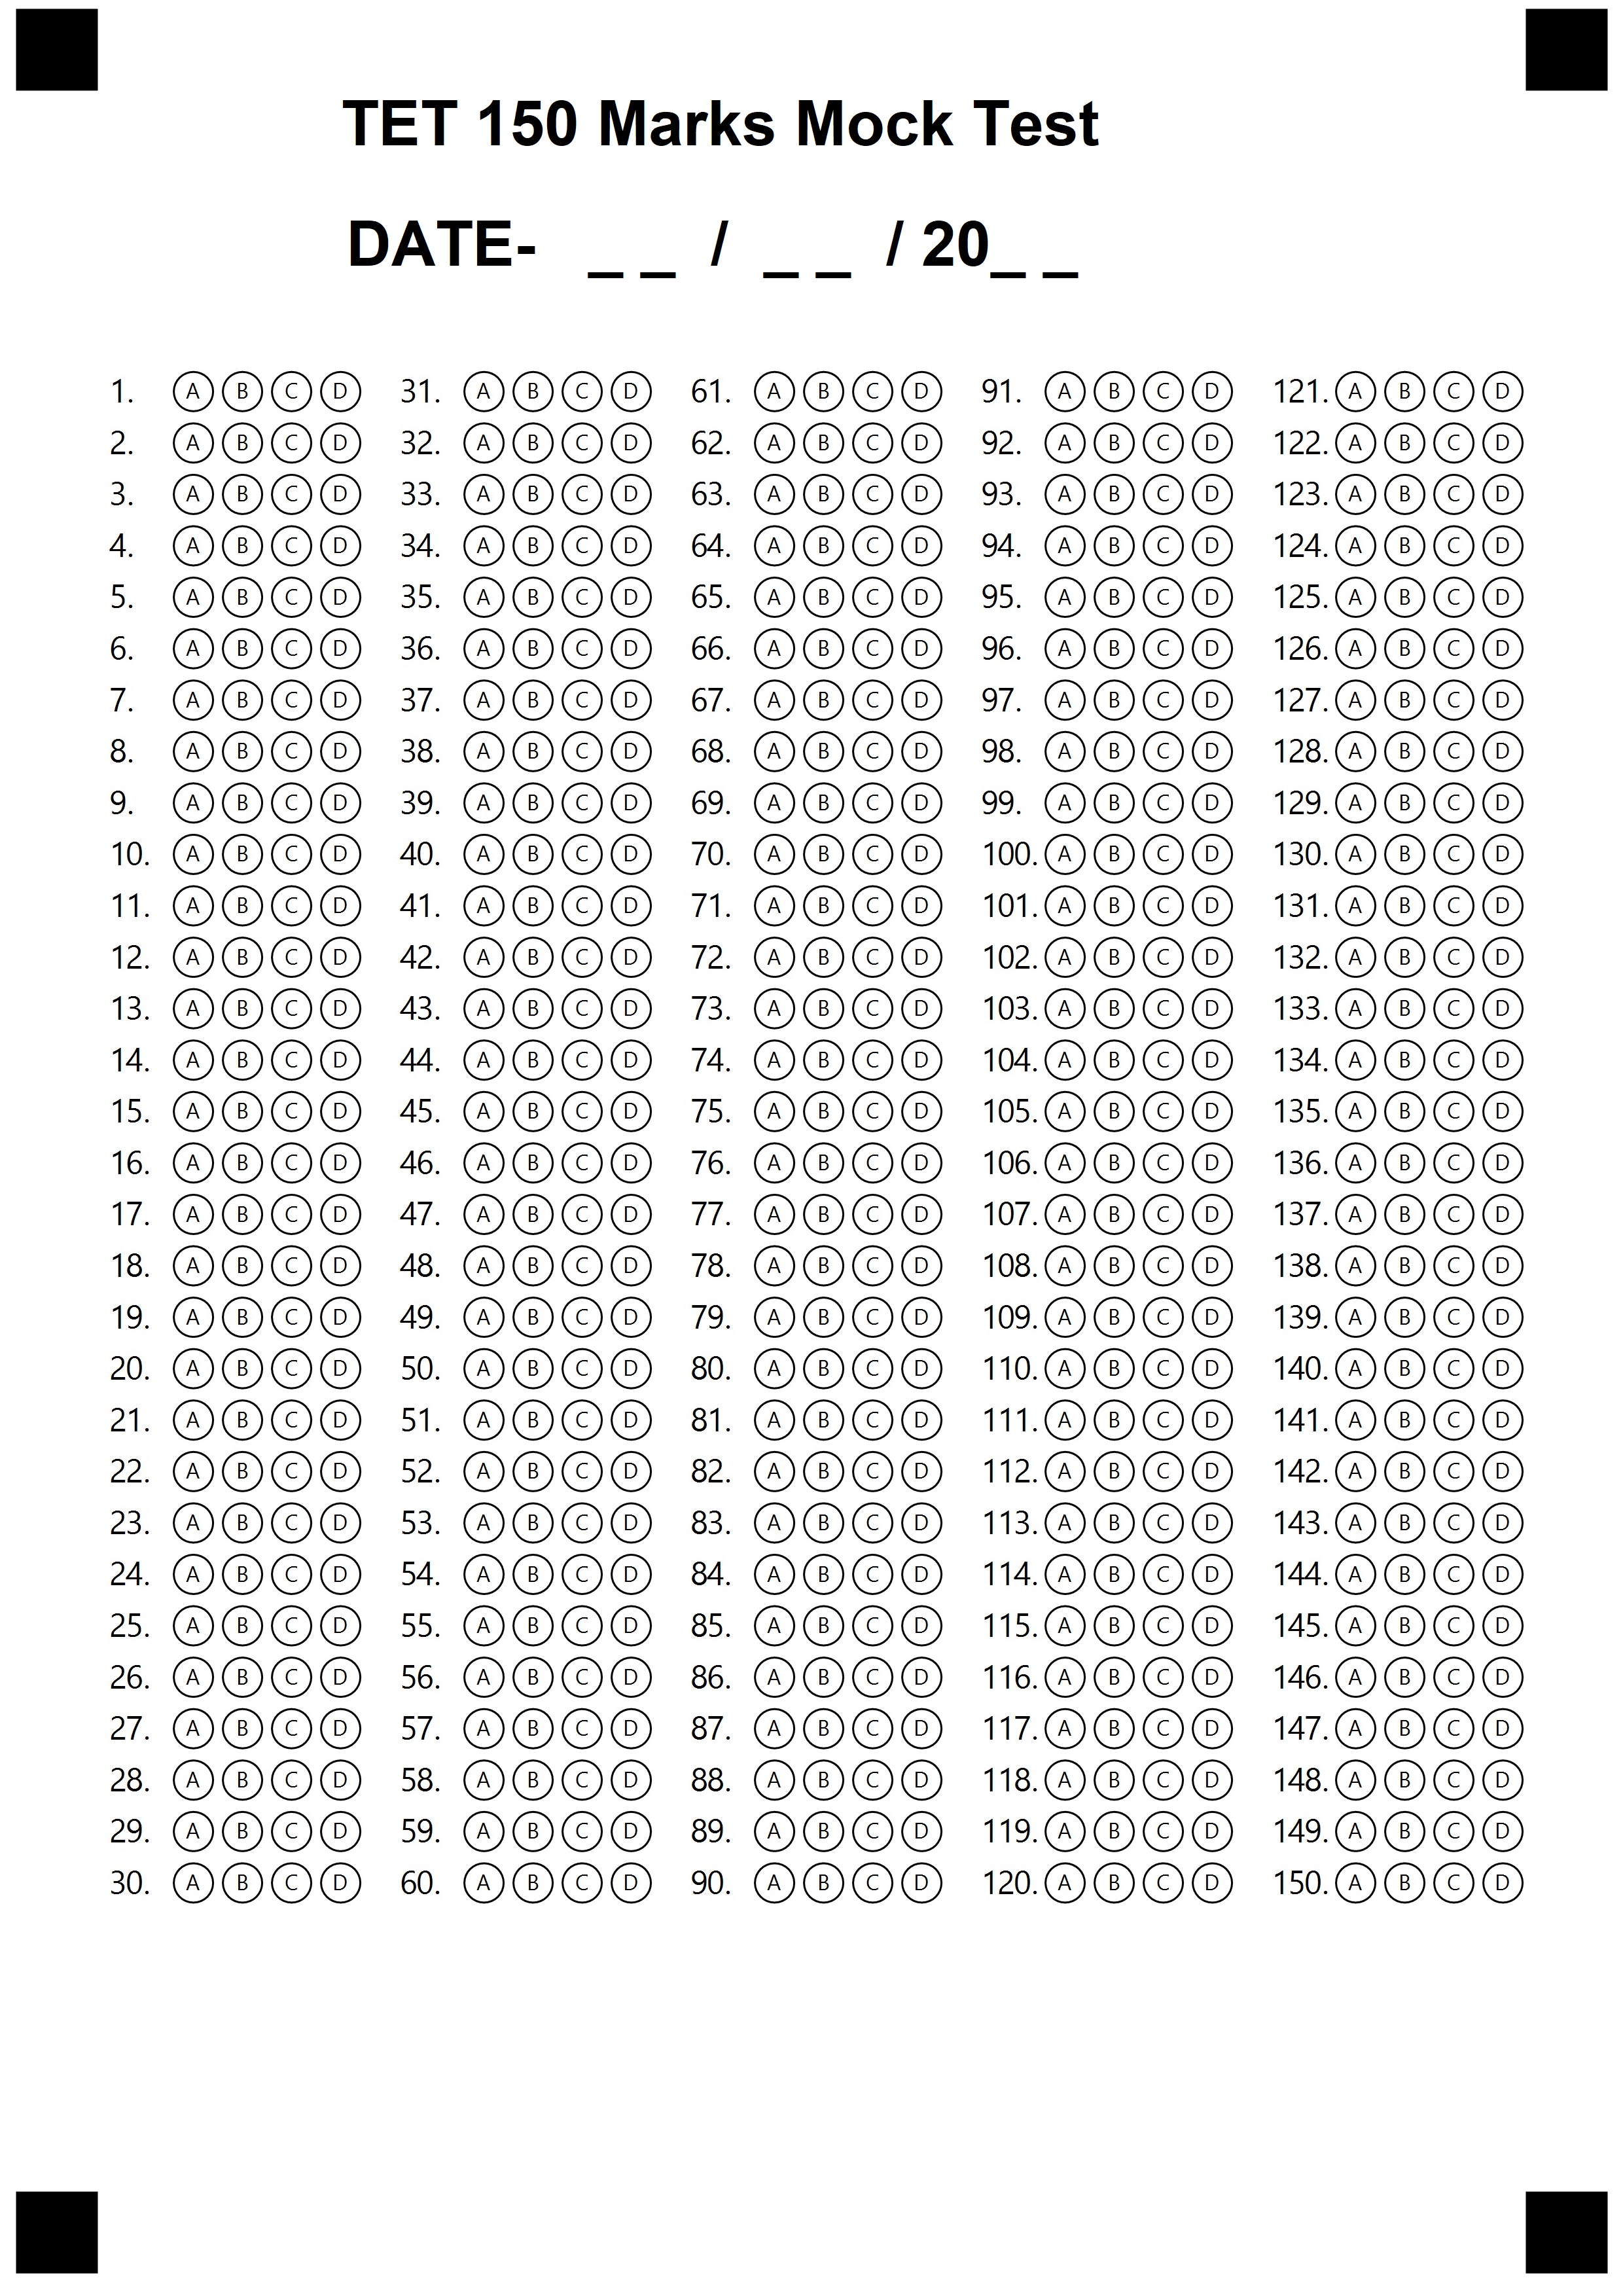 TET 150 Marks Mock Test
DATE- _ _ / _ _ / 20_ _
1. A B C D 31. A B C D 61. A B C D 91. A B C D 121. A B C D
2. A B C D 32. A B C D 62. A B C D 92. A B C D 122. A B C D
3. A B C D 33. A B C D 63. A B C D 93. A B C D 123. A B C D
4. A B C D 34. A B C D 64. A B C D 94. A B C D 124. A B C D
5. A B C D 35. A B C D 65. A B C D 95. A B C D 125. A B C D
6. A B C D 36. A B C D 66. A B C D 96. A B C D 126. A B C D
7. A B C D 37. A B C D 67. A B C D 97. A B C D 127. A B C D
8. A B C D 38. A B C D 68. A B C D 98. A B C D 128. A B C D
9. A B C D 39. A B C D 69. A B C D 99. A B C D 129. A B C D
10. A B C D 40. A B C D 70. A B C D 100. A B C D 130. A B C D
11. A B C D 41. A B C D 71. A B C D 101. A B C D 131. A B C D
12. A B C D 42. A B C D 72. A B C D 102. A B C D 132. A B C D
13. A B C D 43. A B C D 73. A B C D 103. A B C D 133. A B C D
14. A B C D 44. A B C D 74. A B C D 104. A B C D 134. A B C D
15. A B C D 45. A B C D 75. A B C D 105. A B C D 135. A B C D
16. A B C D 46. A B C D 76. A B C D 106. A B C D 136. A B C D
17. A B C D 47. A B C D 77. A B C D 107. A B C D 137. A B C D
18. A B C D 48. A B C D 78. A B C D 108. A B C D 138. A B C D
19. A B C D 49. A B C D 79. A B C D 109. A B C D 139. A B C D
20. A B C D 50. A B C D 80. A B C D 110. A B C D 140. A B C D
21. A B C D 51. A B C D 81. A B C D 111. A B C D 141. A B C D
22. A B C D 52. A B C D 82. A B C D 112. A B C D 142. A B C D
23. A B C D 53. A B C D 83. A B C D 113. A B C D 143. A B C D
24. A B C D 54. A B C D 84. A B C D 114. A B C D 144. A B C D
25. A B C D 55. A B C D 85. A B C D 115. A B C D 145. A B C D
26. A B C D 56. A B C D 86. A B C D 116. A B C D 146. A B C D
27. A B C D 57. A B C D 87. A B C D 117. A B C D 147. A B C D
28. A B C D 58. A B C D 88. A B C D 118. A B C D 148. A B C D
29. A B C D 59. A B C D 89. A B C D 119. A B C D 149. A B C D
30. A B C D 60. A B C D 90. A B C D 120. A B C D 150. A B C D